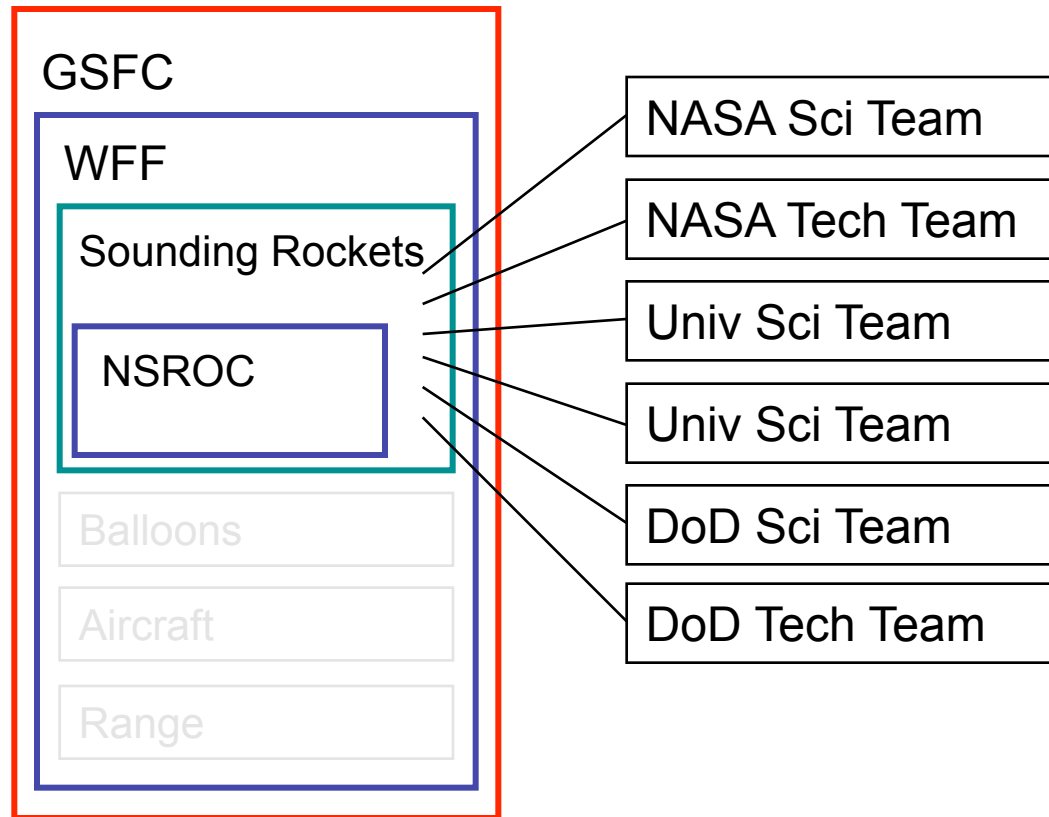 GSFC
WFF
Sounding Rockets
NSROC
Balloons
Aircraft
Range
NASA Sci Team
NASA Tech Team
Univ Sci Team
Univ Sci Team
DoD Sci Team
DoD Tech Team